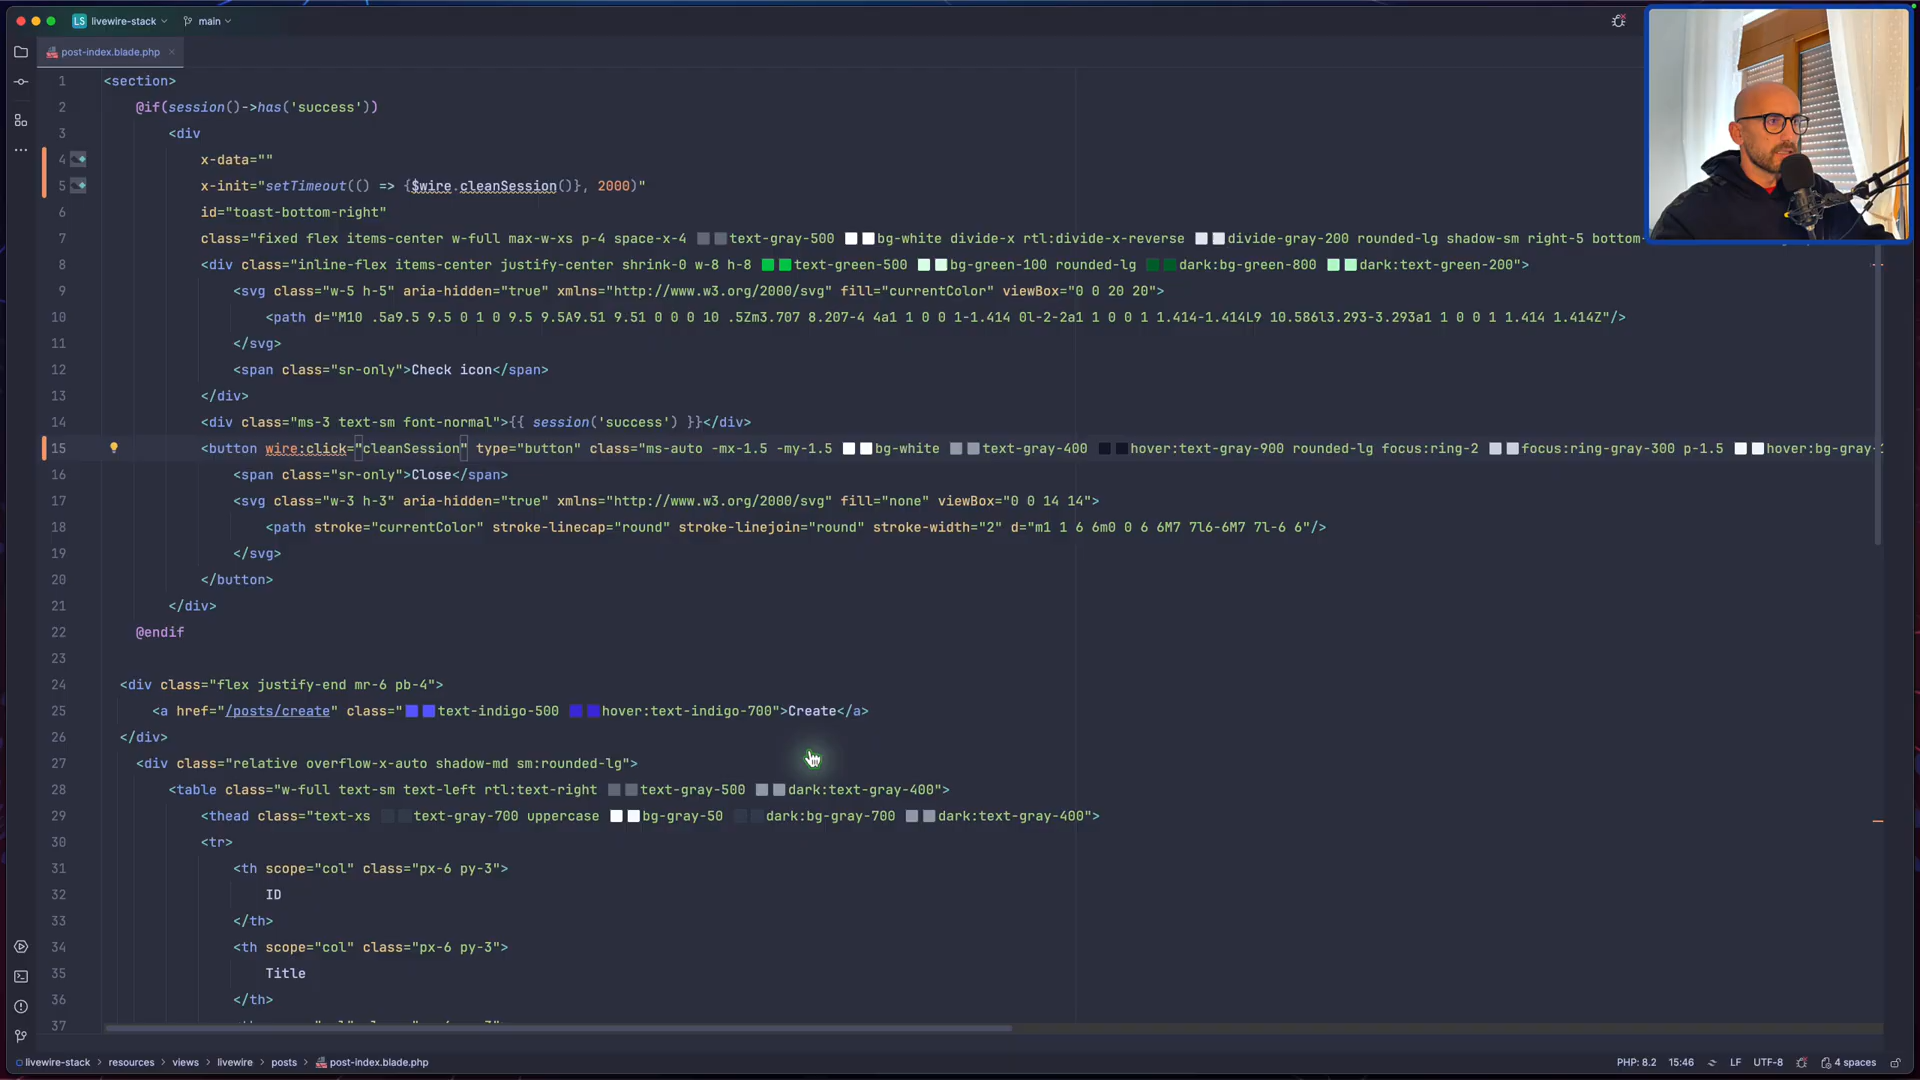 LS livewire-stack main
post-index.blade.php
1 <section>
2 @if(session()->has('success'))
3 <div
4 x-data=""
5 x-init="setTimeout(() => {$wire.cleanSession()}, 2000)"
6 id="toast-bottom-right"
7 class="fixed flex items-center w-full max-w-xs p-4 space-x-4 text-gray-500 bg-white divide-x rtl:divide-x-reverse divide-gray-200 rounded-lg shadow-sm right-5 bottom-
8 <div class="inline-flex items-center justify-center shrink-0 w-8 h-8 text-green-500 bg-green-100 rounded-lg dark:bg-green-800 dark:text-green-200">
9 <svg class="w-5 h-5" aria-hidden="true" xmlns="http://www.w3.org/2000/svg" fill="currentColor" viewBox="0 0 20 20">
10 <path d="M10 .5a9.5 9.5 0 1 0 9.5 9.5A9.51 9.51 0 0 0 10 .5Zm3.707 8.207-4 4a1 1 0 0 1-1.414 0l-2-2a1 1 0 0 1 1.414-1.414L9 10.586l3.293-3.293a1 1 0 0 1 1.414 1.414Z"/>
11 </svg>
12 <span class="sr-only">Check icon</span>
13 </div>
14 <div class="ms-3 text-sm font-normal">{{ session('success') }}</div>
15 <button wire:click="cleanSession" type="button" class="ms-auto -mx-1.5 -my-1.5 bg-white text-gray-400 hover:text-gray-900 rounded-lg focus:ring-2 focus:ring-gray-300 p-1.5 hover:bg-gray-
16 <span class="sr-only">Close</span>
17 <svg class="w-3 h-3" aria-hidden="true" xmlns="http://www.w3.org/2000/svg" fill="none" viewBox="0 0 14 14">
18 <path stroke="currentColor" stroke-linecap="round" stroke-linejoin="round" stroke-width="2" d="m1 1 6 6m0 0 6 6M7 7l6-6M7 7l-6 6"/>
19 </svg>
20 </button>
21 </div>
22 @endif
23
24 <div class="flex justify-end mr-6 pb-4">
25 <a href="/posts/create" class="text-indigo-500 hover:text-indigo-700">Create</a>
26 </div>
27 <div class="relative overflow-x-auto shadow-md sm:rounded-lg">
28 <table class="w-full text-sm text-left rtl:text-right text-gray-500 dark:text-gray-400">
29 <thead class="text-xs text-gray-700 uppercase bg-gray-50 dark:bg-gray-700 dark:text-gray-400">
30 <tr>
31 <th scope="col" class="px-6 py-3">
32 ID
33 </th>
34 <th scope="col" class="px-6 py-3">
35 Title
36 </th>
37
livewire-stack > resources > views > livewire > posts > post-index.blade.php PHP: 8.2 15:46 LF UTF-8 4 spaces